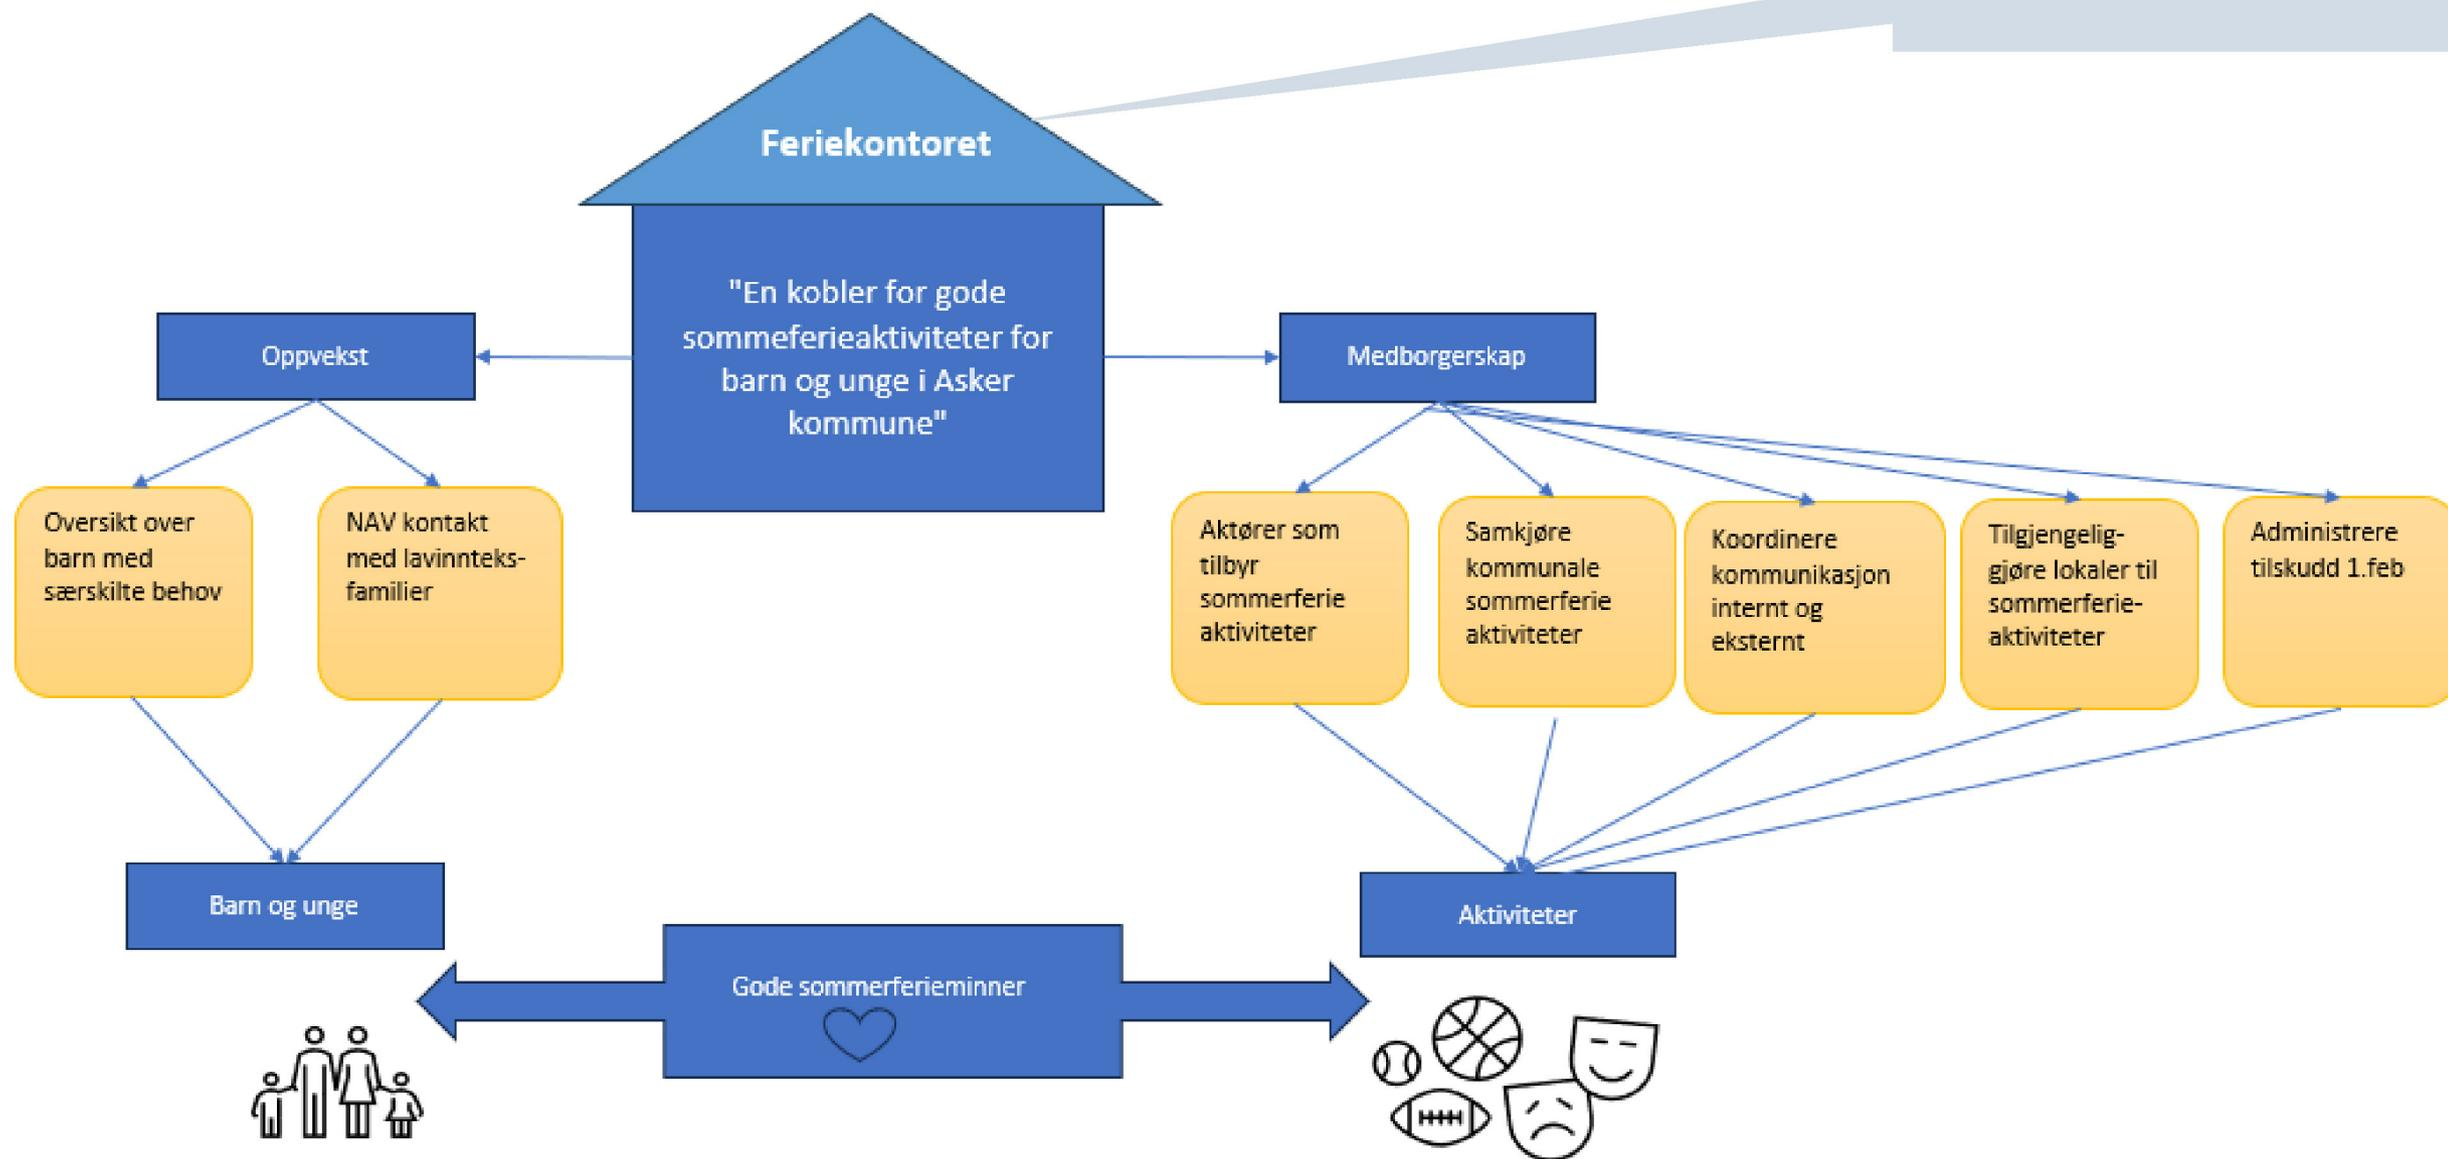 Feriekontoret
"En kobler for gode
sommeferieaktiviteter for
barn og unge i Asker
kommune"
Oppvekst
Medborgerskap
Oversikt over
barn med
særskilte behov
NAV kontakt
med lavinnteks-
familier
Aktører som
tilbyr
sommerferie
aktiviteter
Samkjøre
kommunale
sommerferie
aktiviteter
Koordinere
kommunikasjon
internt og
eksternt
Tilgjengelig-
gjøre lokaler til
sommerferie-
aktiviteter
Administrere
tilskudd 1.feb
Barn og unge
Aktiviteter
Gode sommerferieminner